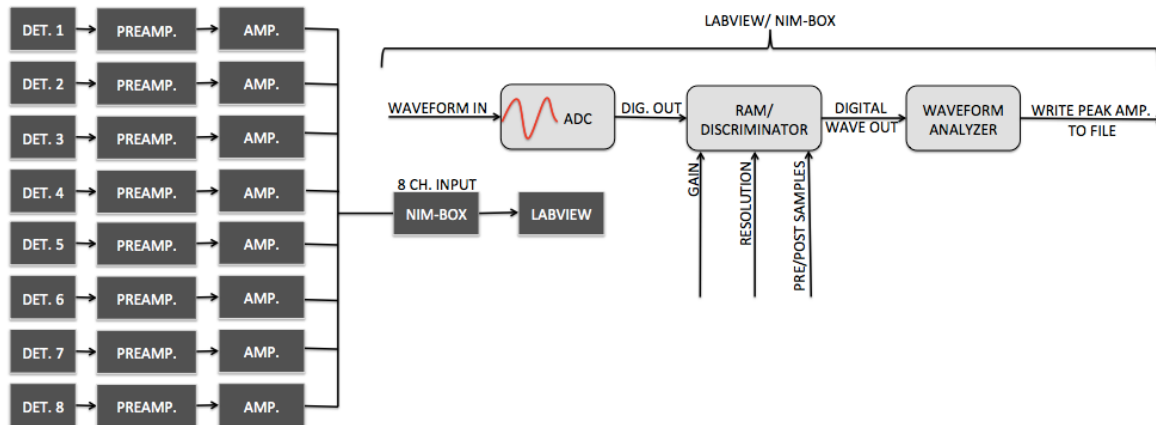 DET. 1 PREAMP. AMP.
DET. 2 PREAMP. AMP.
DET. 3 PREAMP. AMP.
DET. 4 PREAMP. AMP.
DET. 5 PREAMP. AMP.
DET. 6 PREAMP. AMP.
DET. 7 PREAMP. AMP.
DET. 8 PREAMP. AMP.
8 CH. INPUT
NIM-BOX
LABVIEW
LABVIEW/ NIM-BOX
WAVEFORM IN
ADC
DIG. OUT
RAM/
DISCRIMINATOR
DIGITAL
WAVE OUT
WAVEFORM
ANALYZER
WRITE PEAK AMP.
TO FILE
GAIN
RESOLUTION
PRE/POST SAMPLES